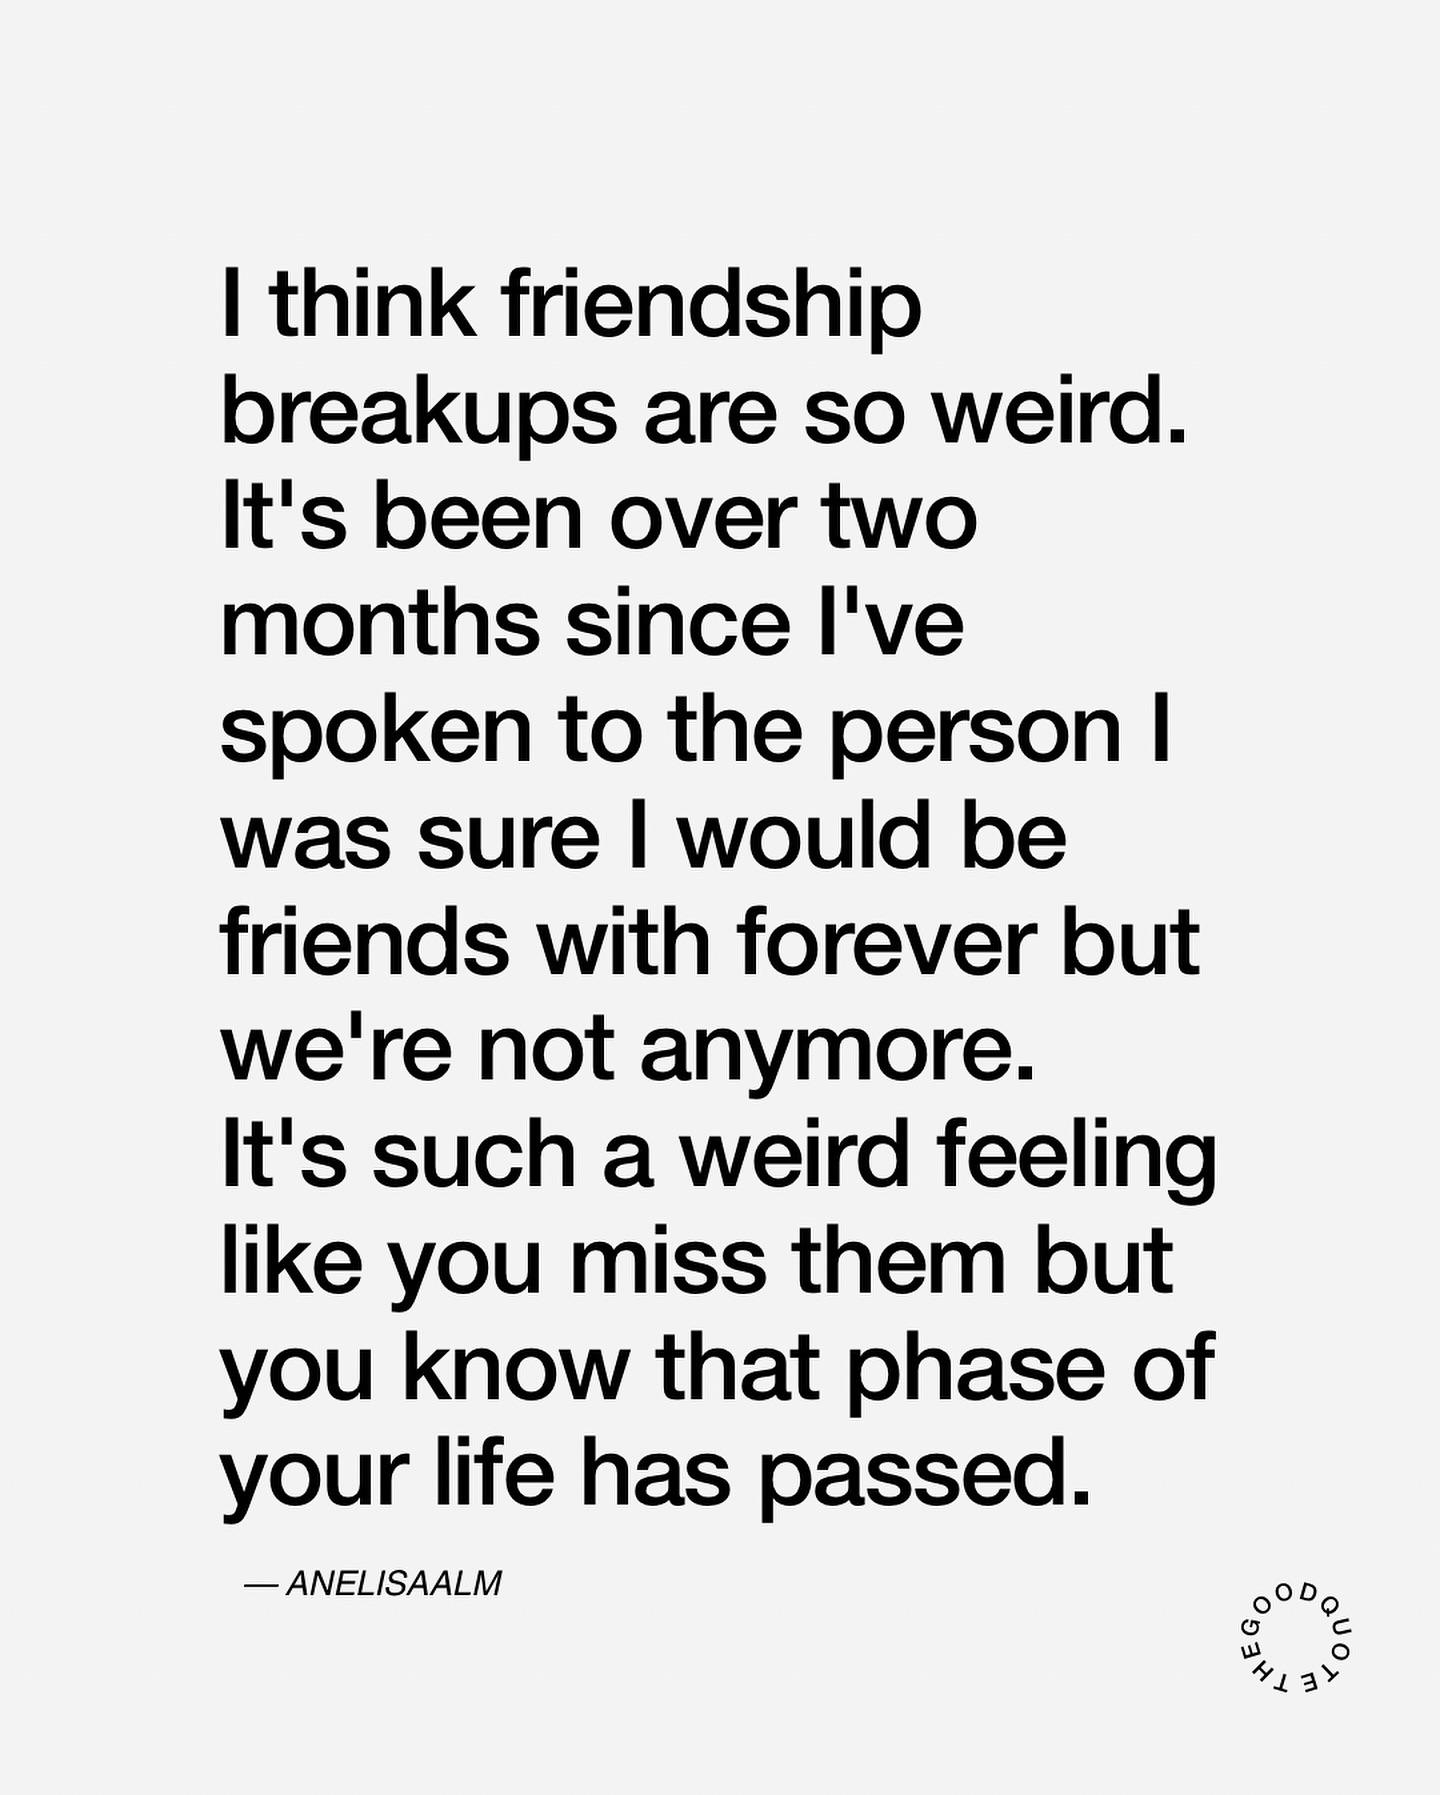 I think friendship
breakups are so weird.
It's been over two
months since I've
spoken to the person I
was sure I would be
friends with forever but
we're not anymore.
It's such a weird feeling
like you miss them but
you know that phase of
your life has passed.
— ANELISAALM
THEGOODQUOTE